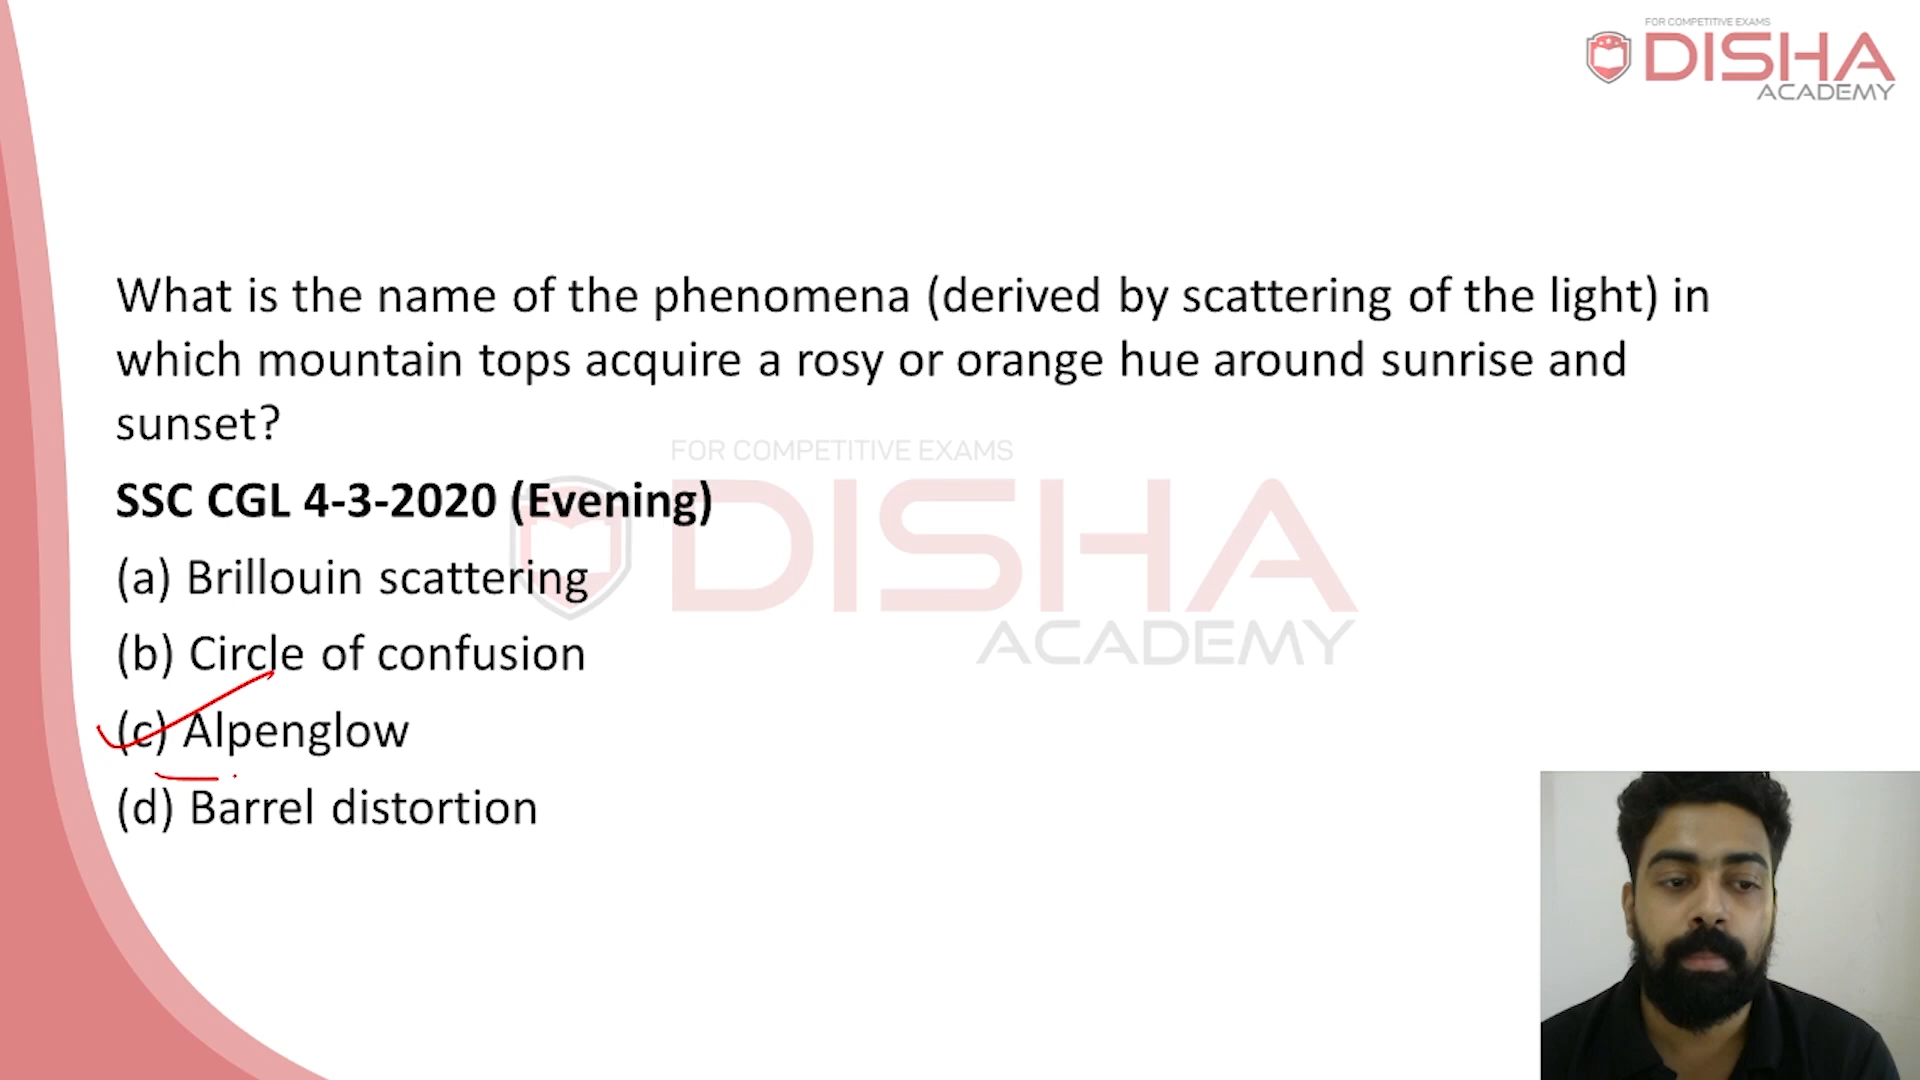 FOR COMPETITIVE EXAMS
DISHA
ACADEMY
What is the name of the phenomena (derived by scattering of the light) in
which mountain tops acquire a rosy or orange hue around sunrise and
sunset?
FOR COMPETITIVE EXAMS
DISHA
ACADEMY
SSC CGL 4-3-2020 (Evening)
(a) Brillouin scattering
(b) Circle of confusion
(c) Alpenglow
(d) Barrel distortion